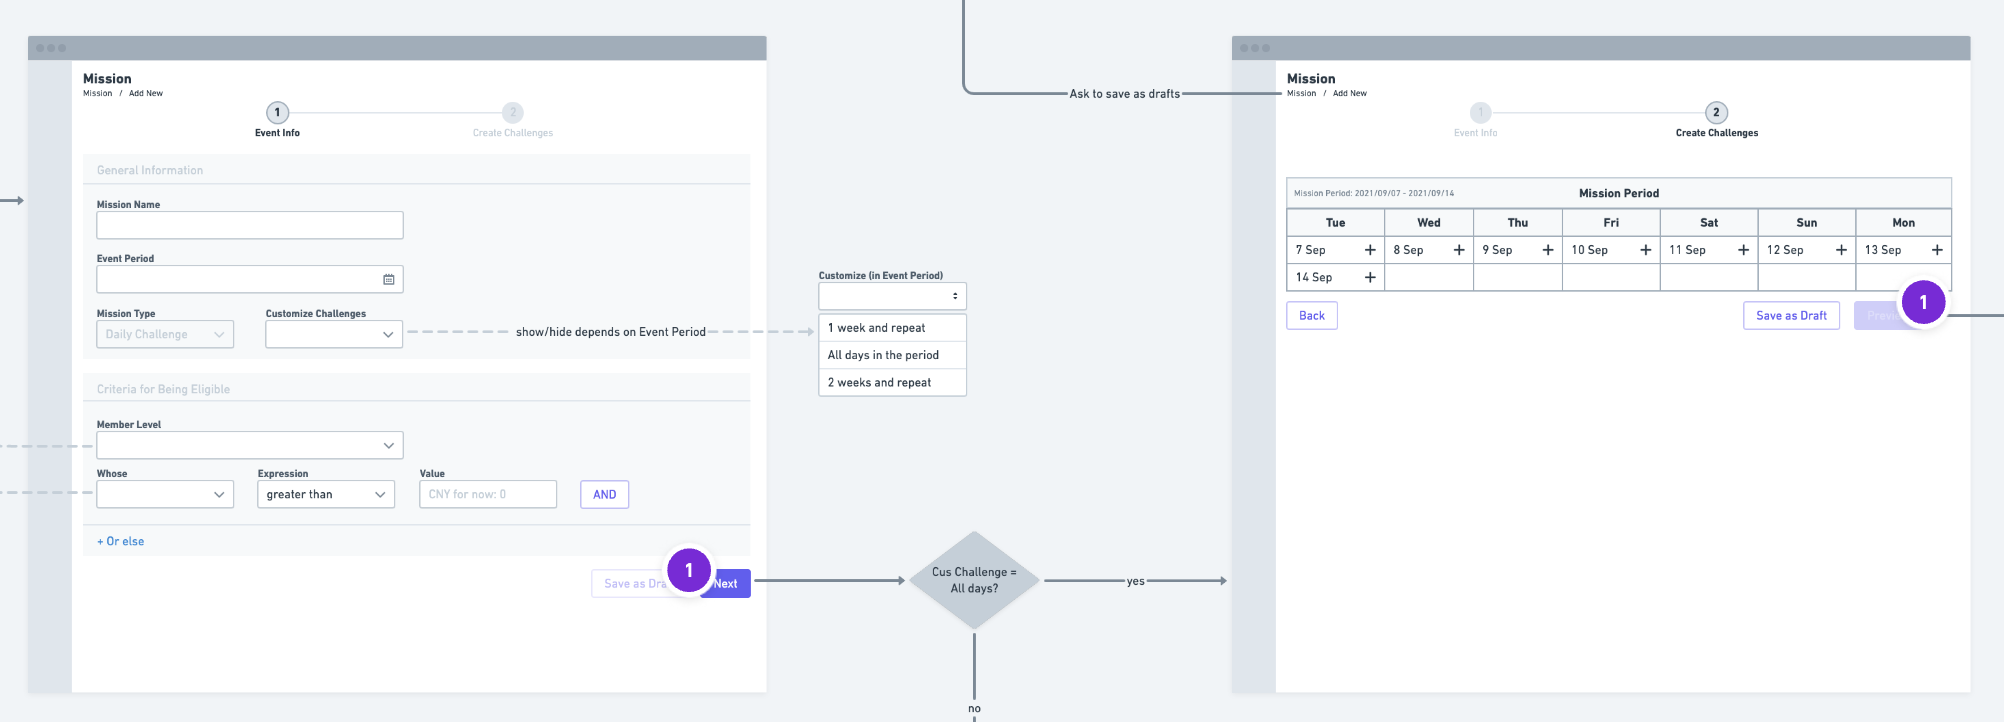 Mission
Mission / Add New
1
2
Event Info
Create Challenges
General Information
Mission Name
Event Period
Mission Type
Customize Challenges
Daily Challenge
show/hide depends on Event Period
Criteria for Being Eligible
Member Level
Whose
Expression
Value
greater than
CNY for now: 0
AND
+ Or else
Save as
1
Next
Customize (in Event Period)
1 week and repeat
All days in the period
2 weeks and repeat
Cus Challenge =
All days?
yes
no
Ask to save as drafts
Mission
Mission / Add New
1
2
Event Info
Create Challenges
Mission Period: 2021/09/07 - 2021/09/14
Mission Period
Tue Wed Thu Fri Sat Sun Mon
7 Sep + 8 Sep + 9 Sep + 10 Sep + 11 Sep + 12 Sep + 13 Sep +
14 Sep +
Back
Save as Draft
1